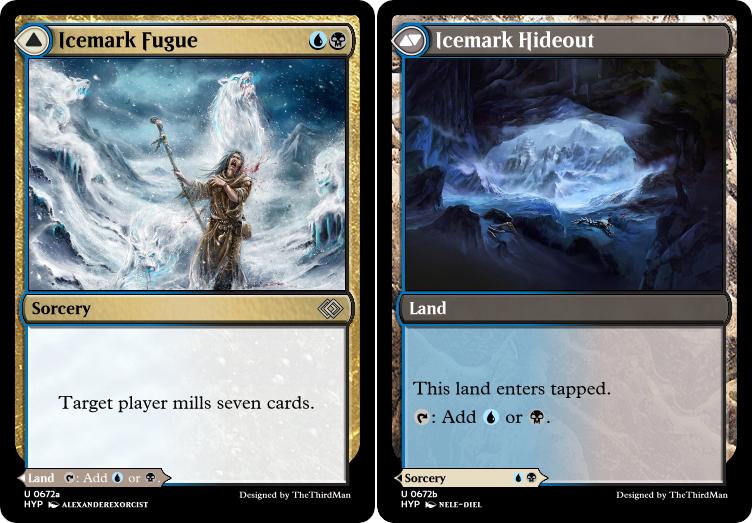 Icemark Fugue
Sorcery
Target player mills seven cards.
Land : Add or .
U 0672a
HYP ALEXANDEREXORCIST
Designed by TheThirdMan
Icemark Hideout
Land
This land enters tapped.
: Add or .
Sorcery
U 0672b
HYP NELE-DIEL
Designed by TheThirdMan